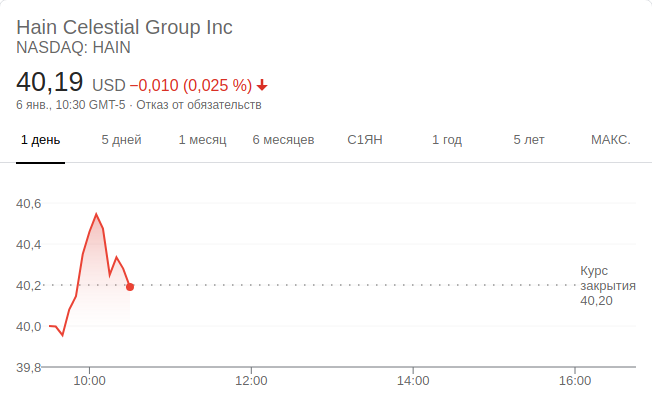 Hain Celestial Group Inc
NASDAQ: HAIN
40,19 USD −0,010 (0,025 %)
6 янв., 10:30 GMT-5 · Отказ от обязательств
1 день 5 дней 1 месяц 6 месяцев С1ЯН 1 год 5 лет МАКС.
40,6
40,4
40,2
40,0
39,8
Курс
закрытия
40,20
10:00 12:00 14:00 16:00